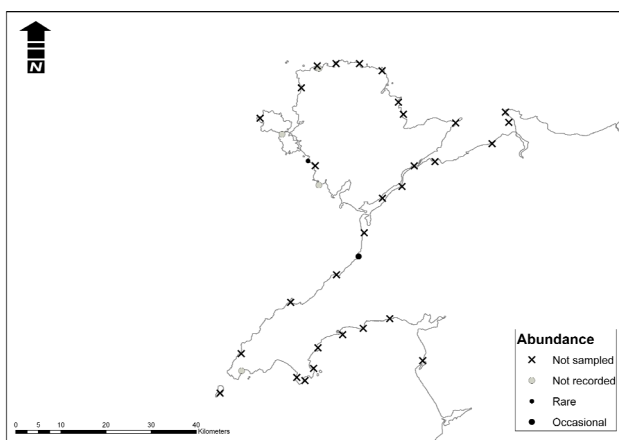 N
Abundance
Not sampled
Not recorded
Rare
Occasional
0 5 10 20 30 40
Kilometers